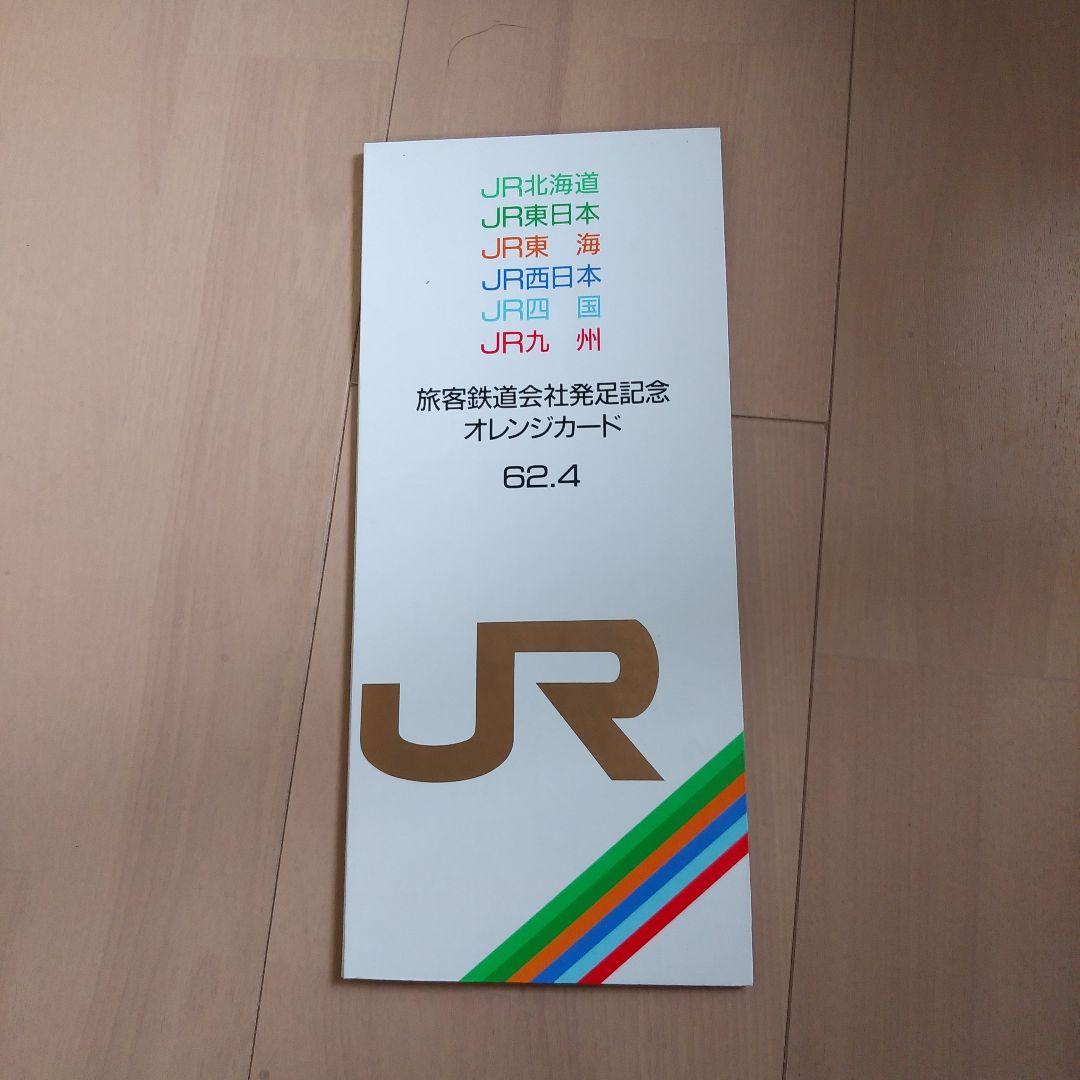 JR北海道
JR東日本
JR東　海
JR西日本
JR四　国
JR九　州
旅客鉄道会社発足記念
オレンジカード
62.4
JR